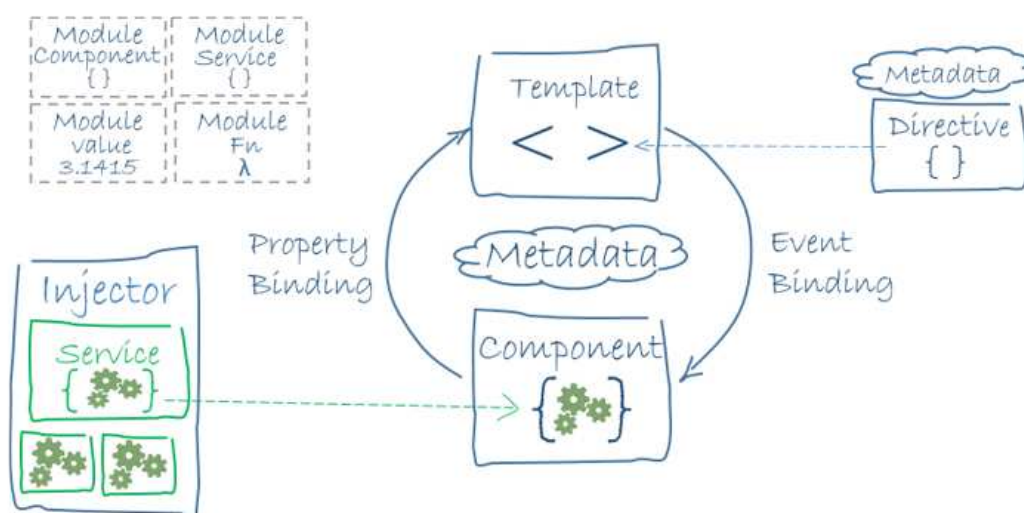 Module
Component
{ }
Module
Service
{ }
Module
value
3.1415
Module
Fn
λ
Template
< >
Metadata
Directive
{ }
Property
Binding
Metadata
Event
Binding
Injector
Service
{ }
Component
{ }